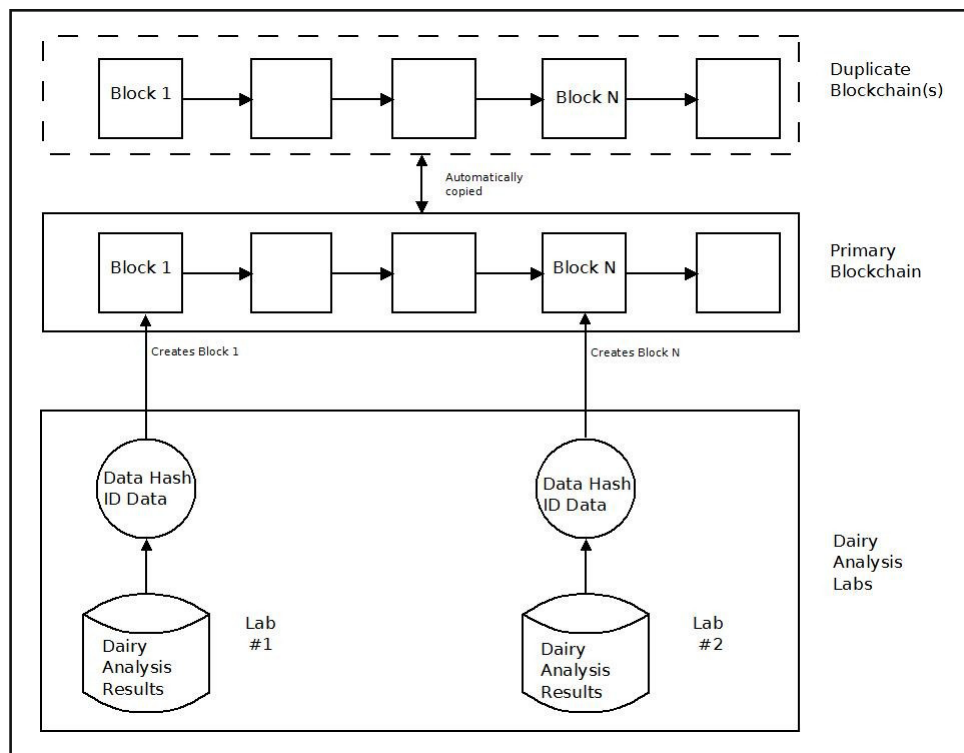 Block 1
Block N
Duplicate
Blockchain(s)
Automatically
copied
Block 1
Block N
Primary
Blockchain
Creates Block 1
Creates Block N
Data Hash
ID Data
Data Hash
ID Data
Dairy
Analysis
Labs
Lab
#1
Lab
#2
Dairy
Analysis
Results
Dairy
Analysis
Results